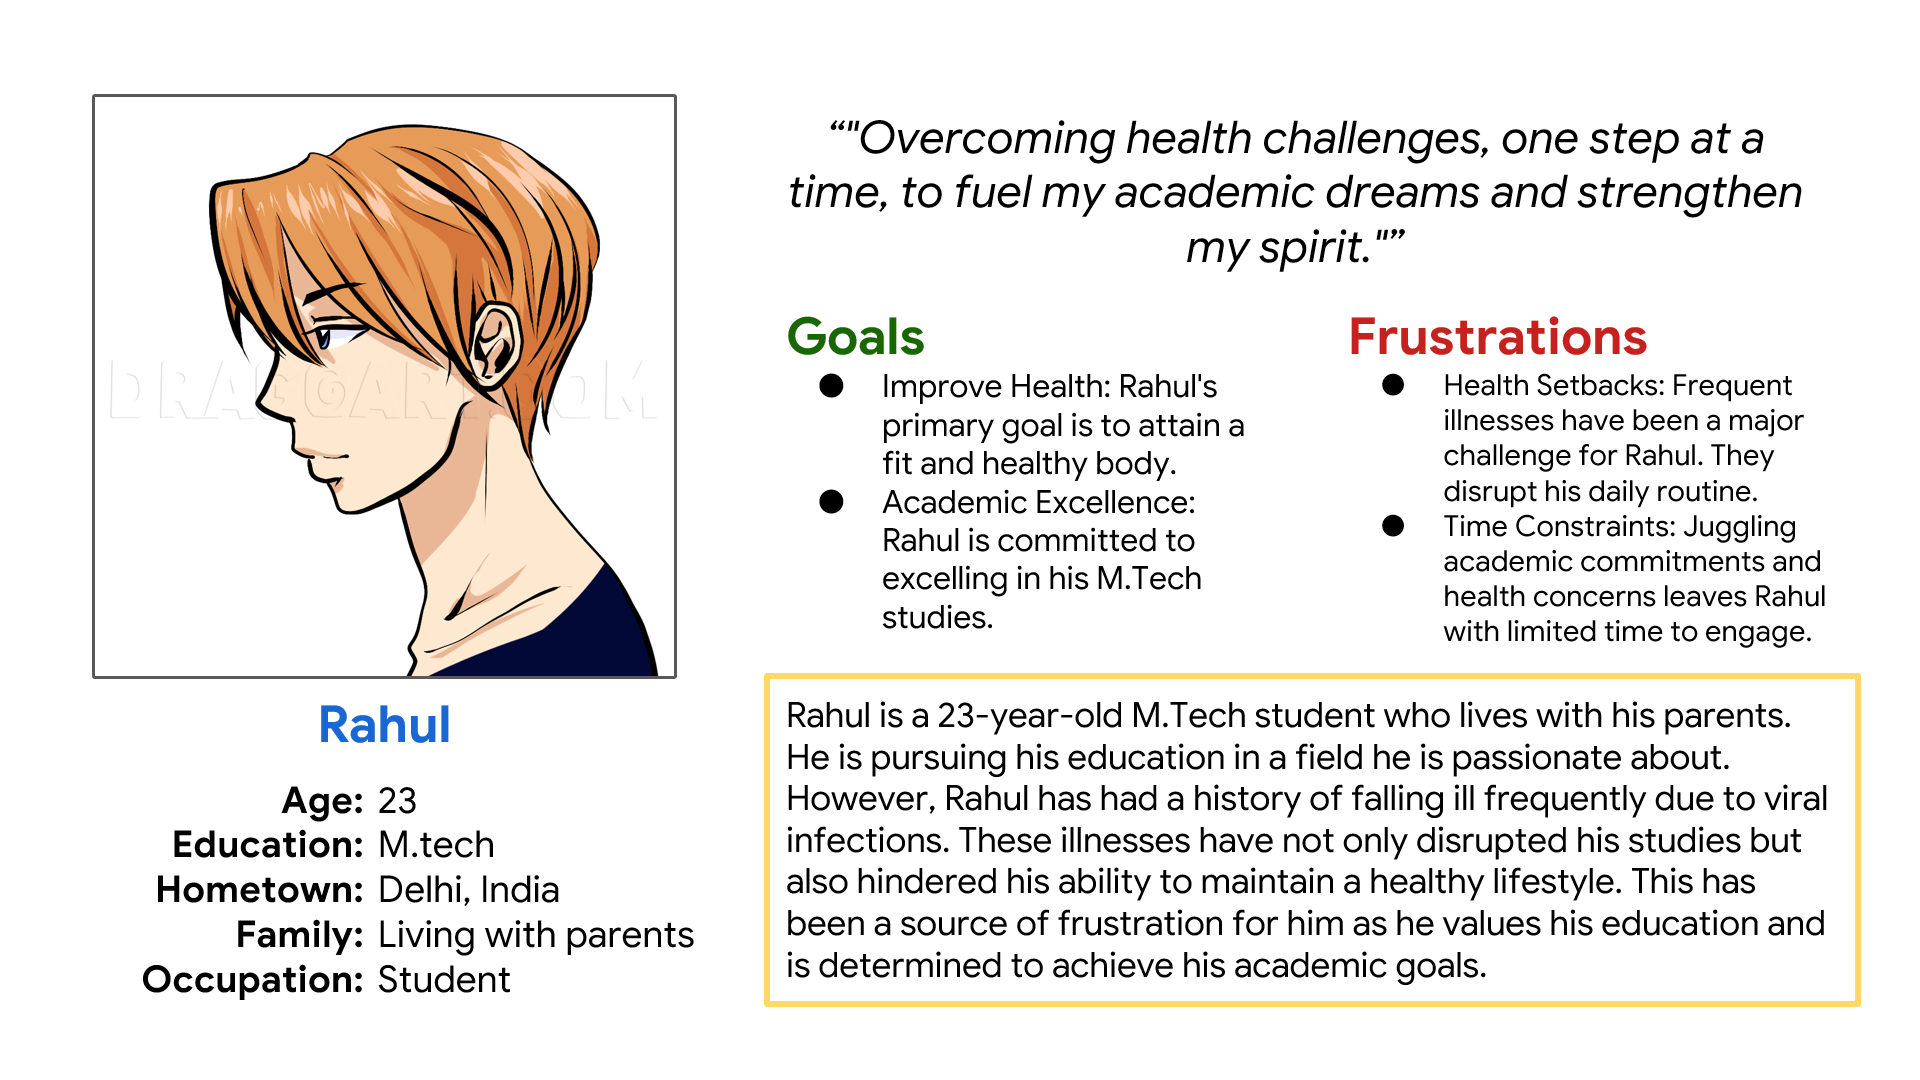 “"Overcoming health challenges, one step at a
time, to fuel my academic dreams and strengthen
my spirit."”
Goals
● Improve Health: Rahul's
primary goal is to attain a
fit and healthy body.
● Academic Excellence:
Rahul is committed to
excelling in his M.Tech
studies.
Frustrations
● Health Setbacks: Frequent
illnesses have been a major
challenge for Rahul. They
disrupt his daily routine.
● Time Constraints: Juggling
academic commitments and
health concerns leaves Rahul
with limited time to engage.
Rahul
Age: 23
Education: M.tech
Hometown: Delhi, India
Family: Living with parents
Occupation: Student
Rahul is a 23-year-old M.Tech student who lives with his parents.
He is pursuing his education in a field he is passionate about.
However, Rahul has had a history of falling ill frequently due to viral
infections. These illnesses have not only disrupted his studies but
also hindered his ability to maintain a healthy lifestyle. This has
been a source of frustration for him as he values his education and
is determined to achieve his academic goals.